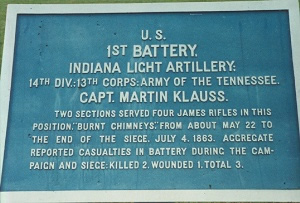 U.S.
1ST BATTERY,
INDIANA LIGHT ARTILLERY:
14TH DIV.:13TH CORPS:ARMY OF THE TENNESSEE.
CAPT. MARTIN KLAUSS.
TWO SECTIONS SERVED FOUR JAMES RIFLES IN THIS
POSITION, "BURNT CHIMNEYS," FROM ABOUT MAY 22 TO
THE END OF THE SIEGE, JULY 4, 1863. AGGREGATE
REPORTED CASUALTIES IN BATTERY DURING THE CAM-
PAIGN AND SIEGE: KILLED 2, WOUNDED 1, TOTAL 3.